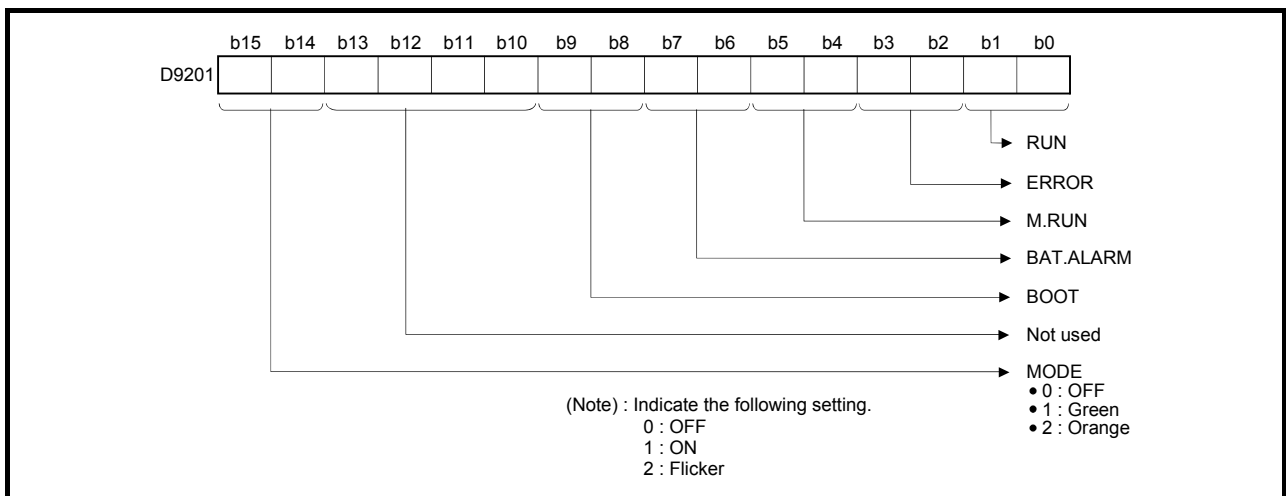 b15 b14 b13 b12 b11 b10 b9 b8 b7 b6 b5 b4 b3 b2 b1 b0
D9201
RUN
ERROR
M.RUN
BAT.ALARM
BOOT
Not used
MODE
• 0 : OFF
• 1 : Green
• 2 : Orange
(Note) : Indicate the following setting.
0 : OFF
1 : ON
2 : Flicker